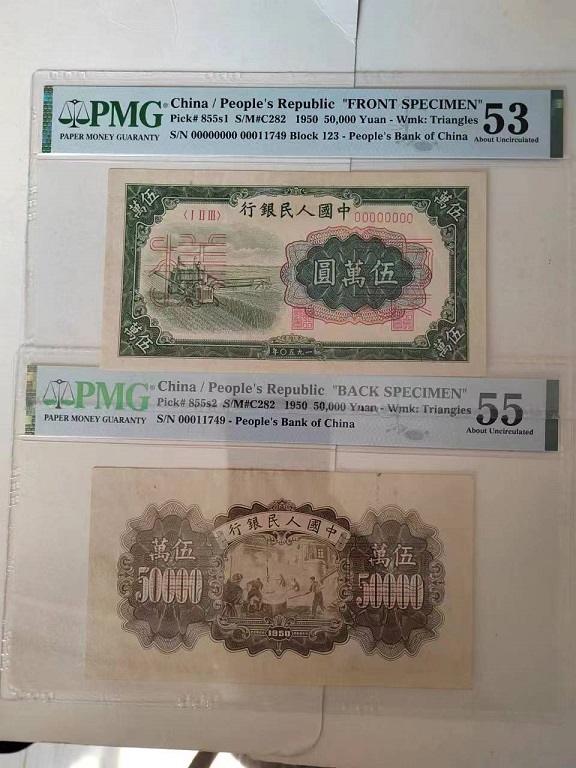 PMG
PAPER MONEY GUARANTY
China / People's Republic "FRONT SPECIMEN"
Pick# 855s1 S/M#C282 1950 50,000 Yuan - Wmk: Triangles
S/N 00000000 00011749 Block 123 - People's Bank of China
53
About Uncirculated
伍萬
伍萬
行銀民人國中
〈I II III〉
00000000
圓萬伍
年〇五九一
伍萬
伍萬
PMG
PAPER MONEY GUARANTY
China / People's Republic "BACK SPECIMEN"
Pick# 855s2 S/M#C282 1950 50,000 Yuan - Wmk: Triangles
S/N 00011749 - People's Bank of China
55
About Uncirculated
行銀民人國中
萬伍
萬伍
50000
50000
1950